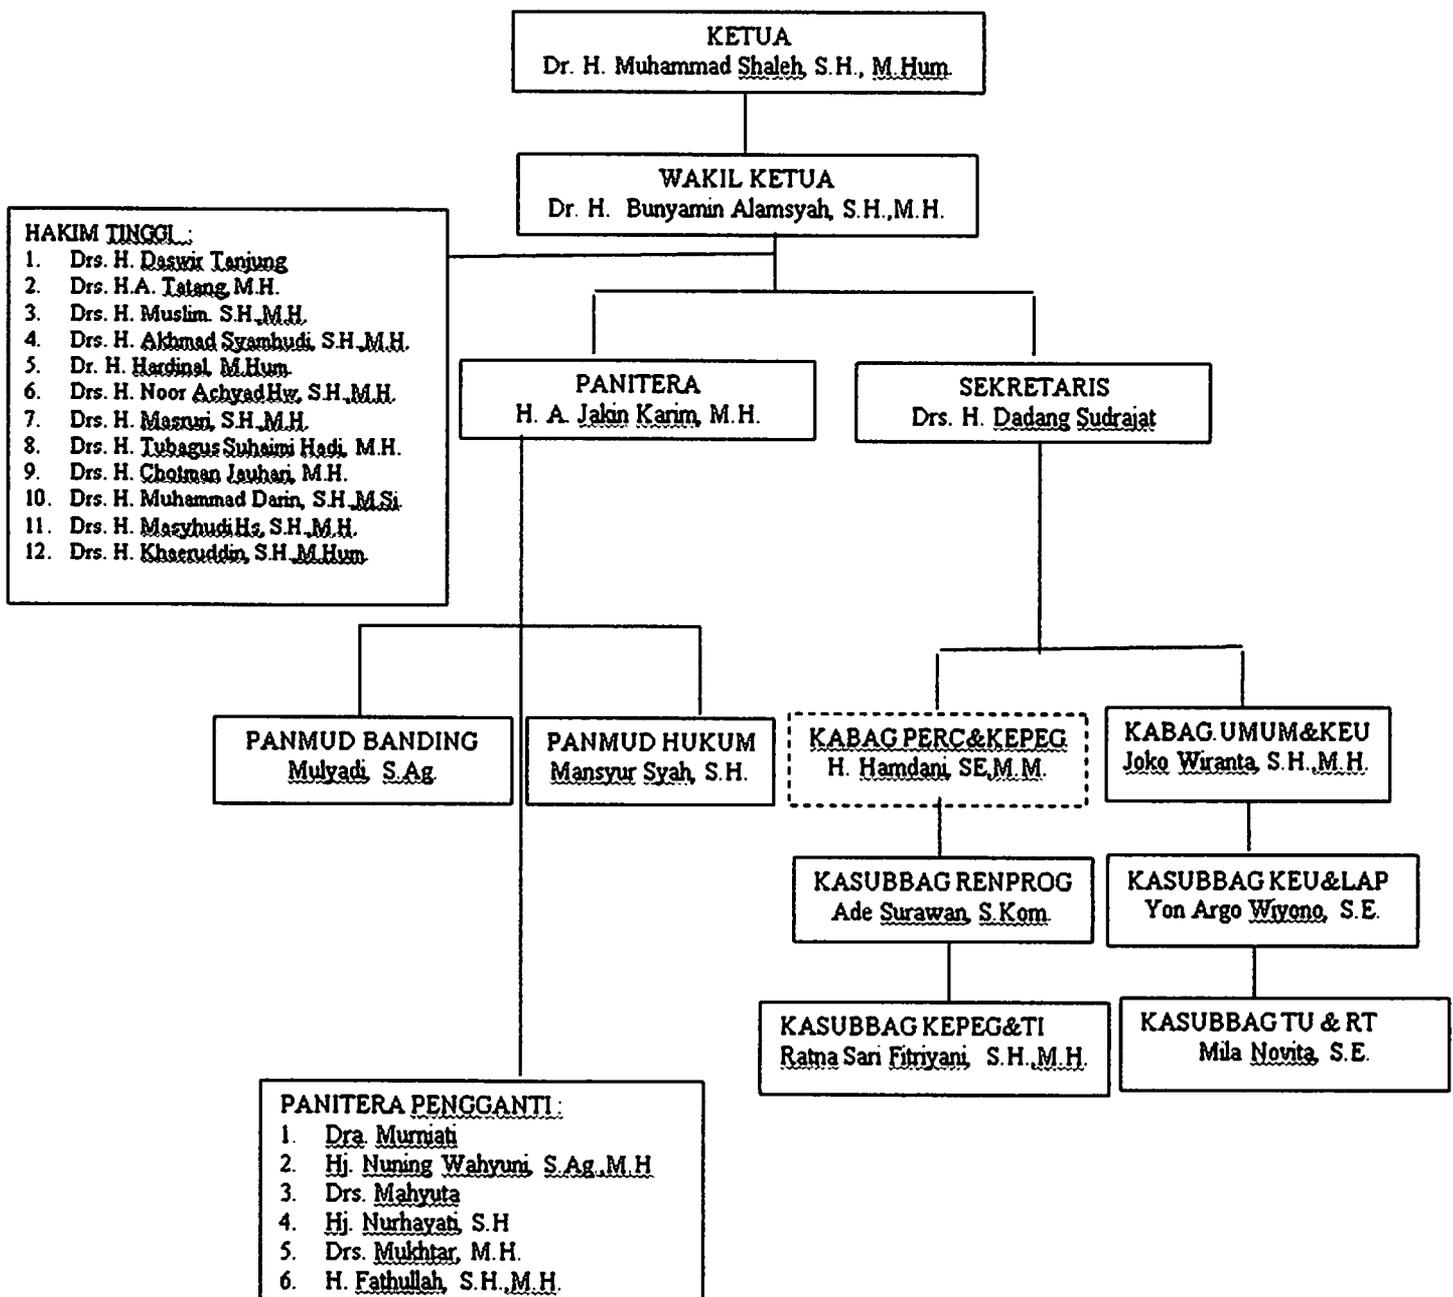 KETUA
Dr. H. Muhammad Shaleh, S.H., M.Hum.
WAKIL KETUA
Dr. H. Bunyamin Alamsyah, S.H.,M.H.
HAKIM TINGGI :
1. Drs. H. Daswir Tanjung
2. Drs. H.A. Tatang, M.H.
3. Drs. H. Muslim. S.H.,M.H.
4. Drs. H. Akhmad Syamhudi, S.H.,M.H.
5. Dr. H. Hardinal, M.Hum.
6. Drs. H. Noor AchyadHw, S.H.,M.H.
7. Drs. H. Masruri, S.H.,M.H.
8. Drs. H. Tubagus Suhaimi Hadi, M.H.
9. Drs. H. Chotman Jauhari, M.H.
10. Drs. H. Muhammad Darin, S.H.,M.Si.
11. Drs. H. MasyhudiHs, S.H.,M.H.
12. Drs. H. Khaeruddin, S.H.,M.Hum.
PANITERA
H. A. Jakin Karim, M.H.
SEKRETARIS
Drs. H. Dadang Sudrajat
PANMUD BANDING
Mulyadi, S.Ag.
PANMUD HUKUM
Mansyur Syah, S.H.
KABAG PERC&KEPEG
H. Hamdani, SE,M.M.
KABAG.UMUM&KEU
Joko Wiranta, S.H.,M.H.
KASUBBAG RENPROG
Ade Surawan, S.Kom.
KASUBBAG KEU&LAP
Yon Argo Wiyono, S.E.
KASUBBAG KEPEG&TI
Ratna Sari Fitriyani, S.H.,M.H.
KASUBBAG TU & RT
Mila Novita, S.E.
PANITERA PENGGANTI :
1. Dra. Murniati
2. Hj. Nuning Wahyuni, S.Ag.,M.H
3. Drs. Mahyuta
4. Hj. Nurhayati, S.H
5. Drs. Mukhtar, M.H.
6. H. Fathullah, S.H.,M.H.